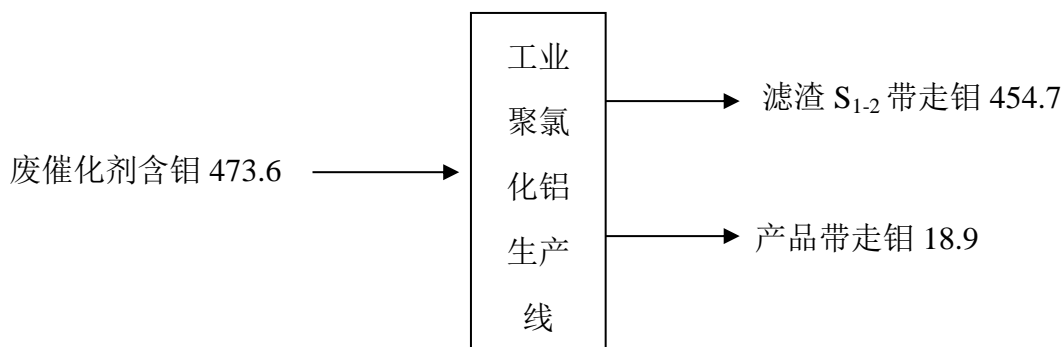 废催化剂含钼 473.6
工业
聚氯
化铝
生产
线
滤渣 S1-2 带走钼 454.7
产品带走钼 18.9